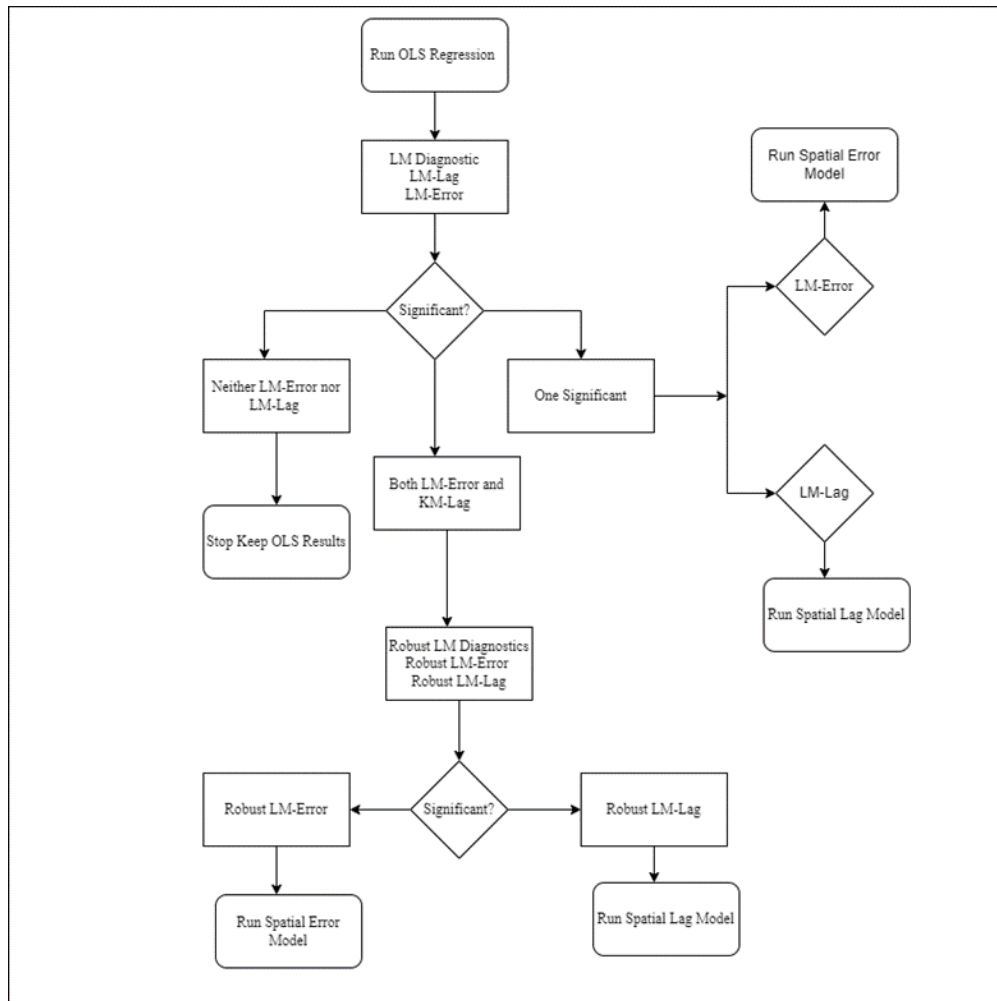 Run OLS Regression
LM Diagnostic
LM-Lag
LM-Error
Run Spatial Error
Model
LM-Error
Significant?
Neither LM-Error nor
LM-Lag
One Significant
Both LM-Error and
KM-Lag
LM-Lag
Stop Keep OLS Results
Run Spatial Lag Model
Robust LM Diagnostics
Robust LM-Error
Robust LM-Lag
Robust LM-Error
Significant?
Robust LM-Lag
Run Spatial Error
Model
Run Spatial Lag Model